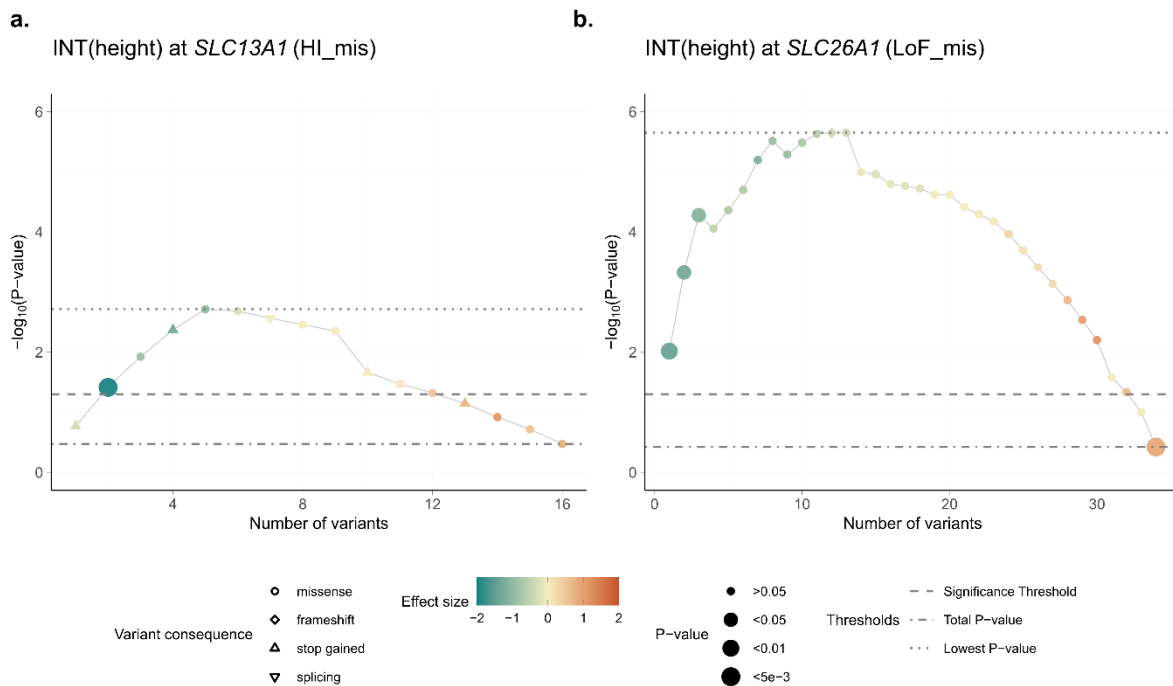 a.
INT(height) at SLC13A1 (HI_mis)
6
4
2
0
−log10(P−value)
4
8
12
16
Number of variants
b.
INT(height) at SLC26A1 (LoF_mis)
6
4
2
0
−log10(P−value)
0
10
20
30
Number of variants
Variant consequence
missense
frameshift
stop gained
splicing
Effect size
−2 −1 0 1 2
P−value
>0.05
<0.05
<0.01
<5e−3
Thresholds
Significance Threshold
Total P−value
Lowest P−value